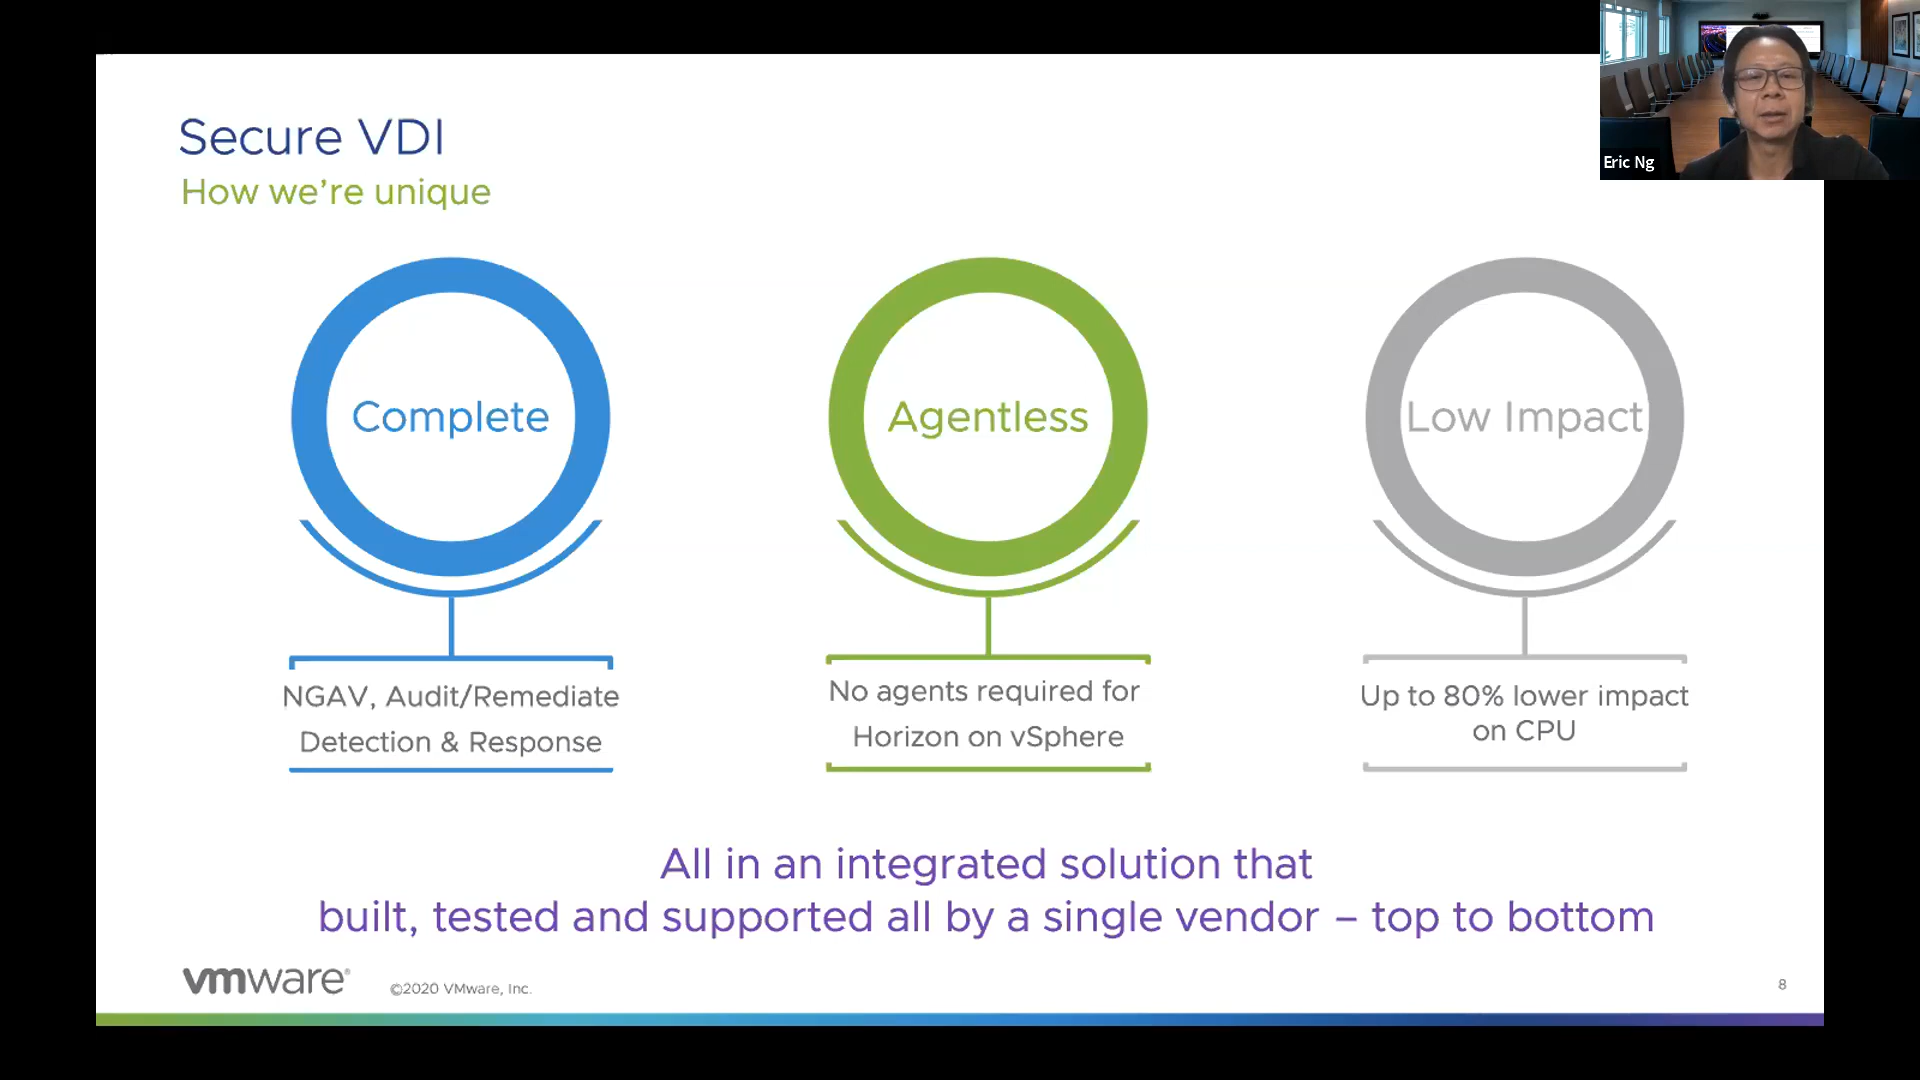 Secure VDI
How we're unique
Eric Ng
Complete
Agentless
Low Impact
NGAV, Audit/Remediate
Detection & Response
No agents required for
Horizon on vSphere
Up to 80% lower impact
on CPU
All in an integrated solution that
built, tested and supported all by a single vendor – top to bottom
vmware®
©2020 VMware, Inc.
8